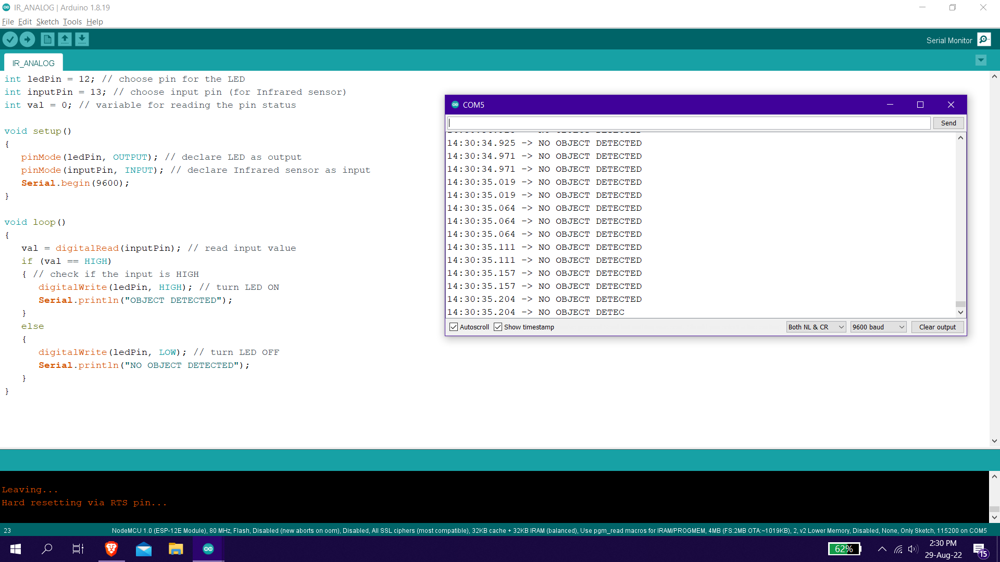 IR_ANALOG | Arduino 1.8.19
File Edit Sketch Tools Help
Serial Monitor
IR_ANALOG
int ledPin = 12; // choose pin for the LED
int inputPin = 13; // choose input pin (for Infrared sensor)
int val = 0; // variable for reading the pin status
void setup()
{
pinMode(ledPin, OUTPUT); // declare LED as output
pinMode(inputPin, INPUT); // declare Infrared sensor as input
Serial.begin(9600);
}
void loop()
{
val = digitalRead(inputPin); // read input value
if (val == HIGH)
{ // check if the input is HIGH
digitalWrite(ledPin, HIGH); // turn LED ON
Serial.println("OBJECT DETECTED");
}
else
{
digitalWrite(ledPin, LOW); // turn LED OFF
Serial.println("NO OBJECT DETECTED");
}
}
COM5
Send
14:30:34.925 -> NO OBJECT DETECTED
14:30:34.971 -> NO OBJECT DETECTED
14:30:34.971 -> NO OBJECT DETECTED
14:30:35.019 -> NO OBJECT DETECTED
14:30:35.019 -> NO OBJECT DETECTED
14:30:35.064 -> NO OBJECT DETECTED
14:30:35.064 -> NO OBJECT DETECTED
14:30:35.064 -> NO OBJECT DETECTED
14:30:35.111 -> NO OBJECT DETECTED
14:30:35.111 -> NO OBJECT DETECTED
14:30:35.157 -> NO OBJECT DETECTED
14:30:35.157 -> NO OBJECT DETECTED
14:30:35.204 -> NO OBJECT DETECTED
14:30:35.204 -> NO OBJECT DETEC
Autoscroll Show timestamp Both NL & CR 9600 baud Clear output
Leaving...
Hard resetting via RTS pin...
23 NodeMCU 1.0 (ESP-12E Module), 80 MHz, Flash, Disabled (new aborts on oom), Disabled, All SSL ciphers (most compatible), 32KB cache + 32KB IRAM (balanced), Use pgm_read macros for IRAM/PROGMEM, 4MB (FS:2MB OTA:~1019KB), 2, v2 Lower Memory, Disabled, None, Only Sketch, 115200 on COM5
62%
2:30 PM
29-Aug-22
15